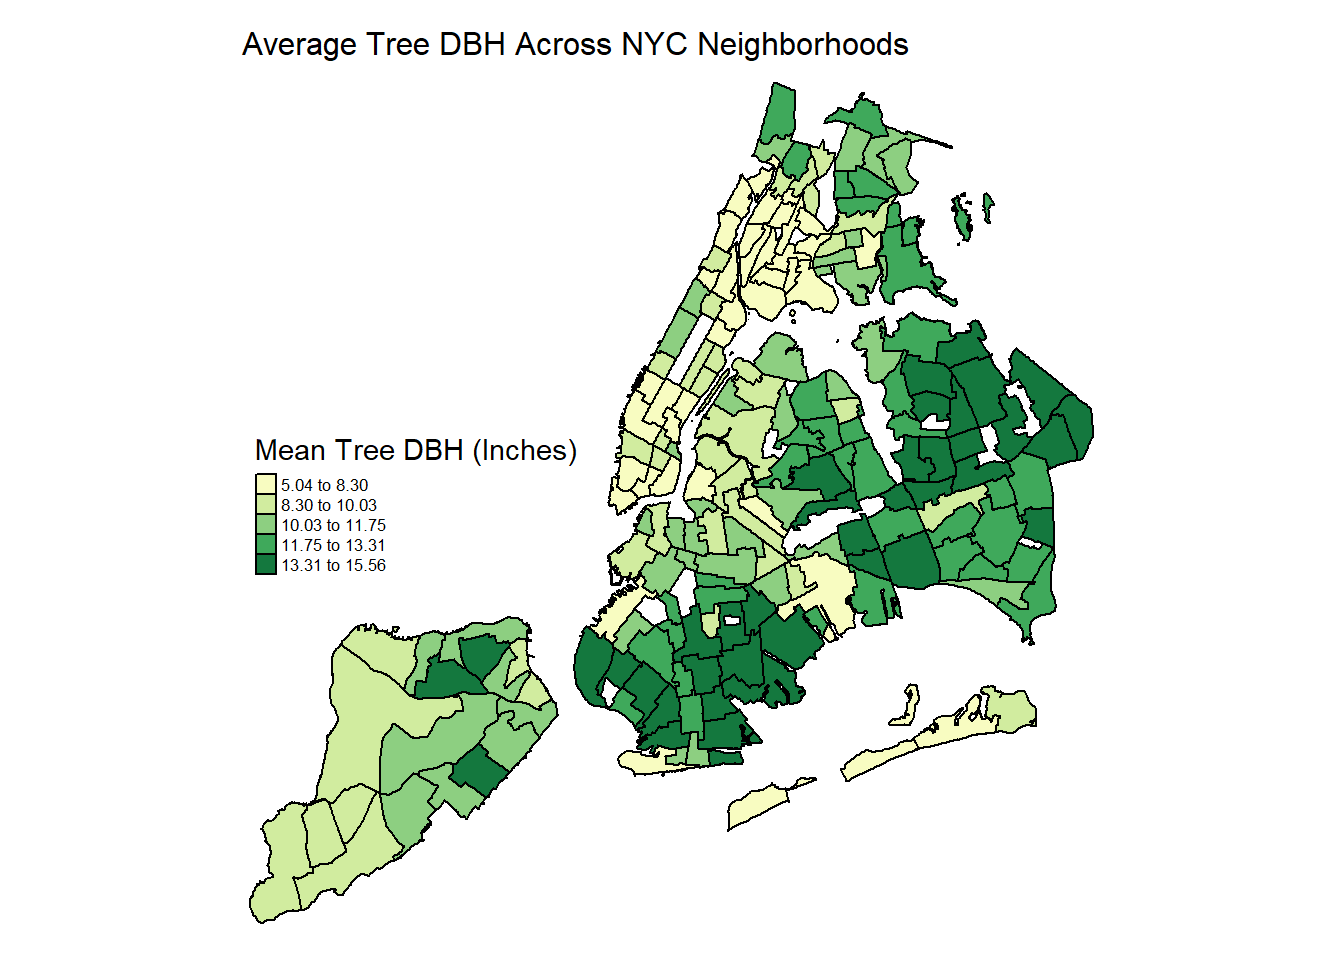 Average Tree DBH Across NYC Neighborhoods
Mean Tree DBH (Inches)
5.04 to 8.30
8.30 to 10.03
10.03 to 11.75
11.75 to 13.31
13.31 to 15.56